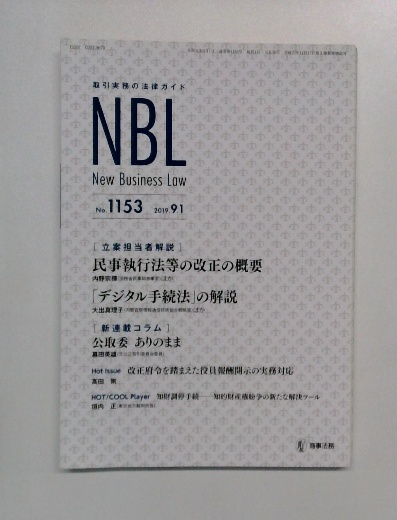 取引実務の法律ガイド
NBL
New Business Law
No.1153 2019.9.1
[立案担当者解説]
民事執行法等の改正の概要
内野宗揮
「デジタル手続法」の解説
大出真理子
[新連載コラム]
公取委 ありのまま
Hot Issue 改正府令を踏まえた役員報酬開示の実務対応
高田 剛
HOT/COOL Player 知財調停手続──知的財産権紛争の新たな解決ツール
垣内 正
商事法務